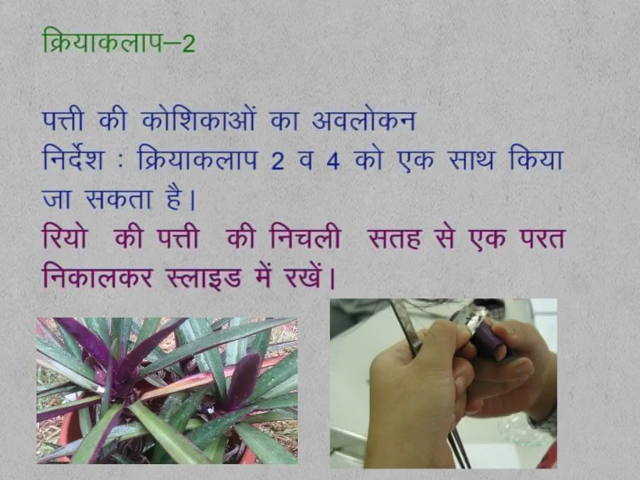 क्रियाकलाप–2
पत्ती की कोशिकाओं का अवलोकन
निर्देश : क्रियाकलाप 2 व 4 को एक साथ किया
जा सकता है।
रियो की पत्ती की निचली सतह से एक परत
निकालकर स्लाइड में रखें।